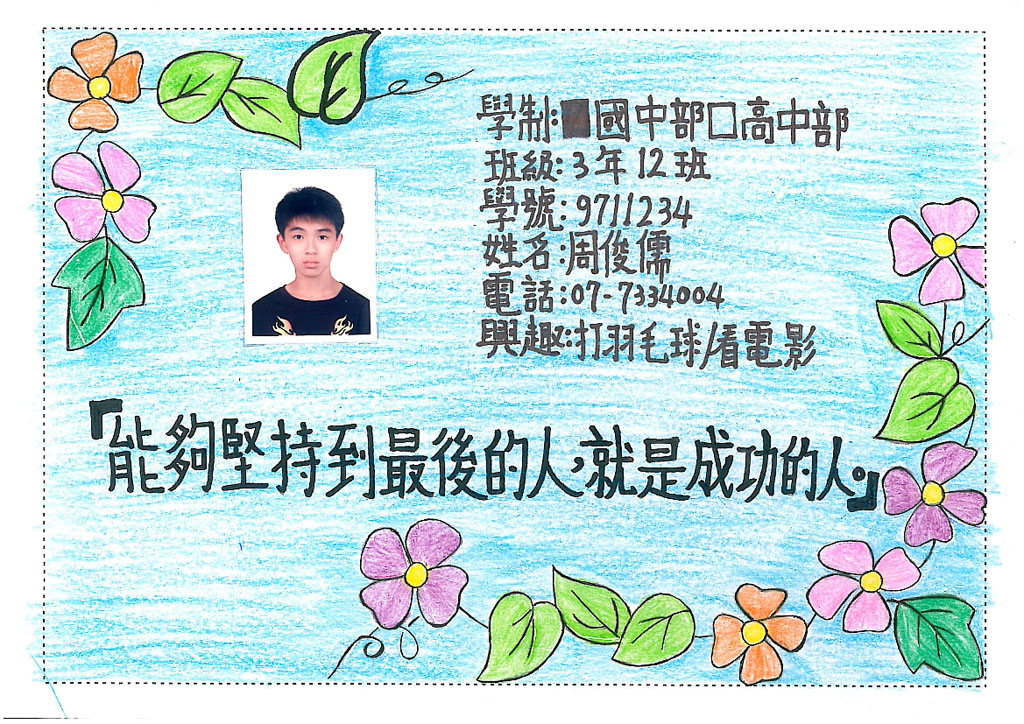 學制:■國中部□高中部
班級:3年12班
學號:9711234
姓名:周俊儒
電話:07-7334004
興趣:打羽毛球/看電影
『能夠堅持到最後的人,就是成功的人。』